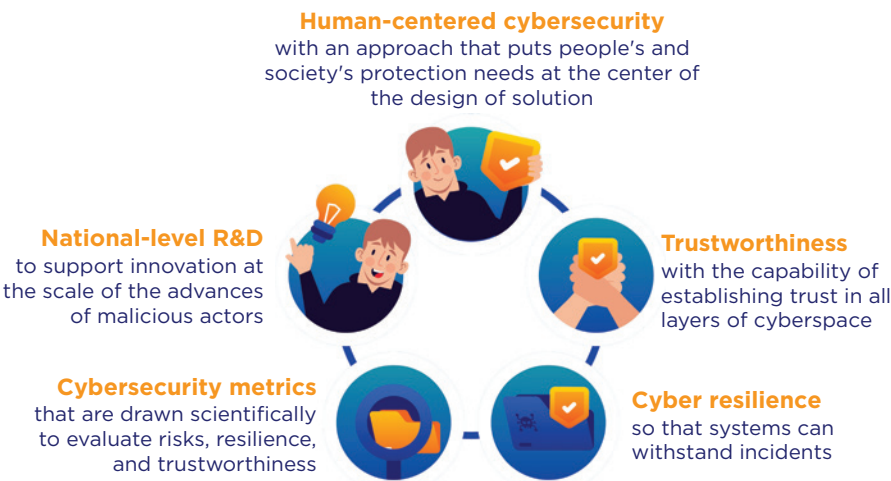 Human-centered cybersecurity
with an approach that puts people's and
society's protection needs at the center of
the design of solution
National-level R&D
to support innovation at
the scale of the advances
of malicious actors
Trustworthiness
with the capability of
establishing trust in all
layers of cyberspace
Cybersecurity metrics
that are drawn scientifically
to evaluate risks, resilience,
and trustworthiness
Cyber resilience
so that systems can
withstand incidents